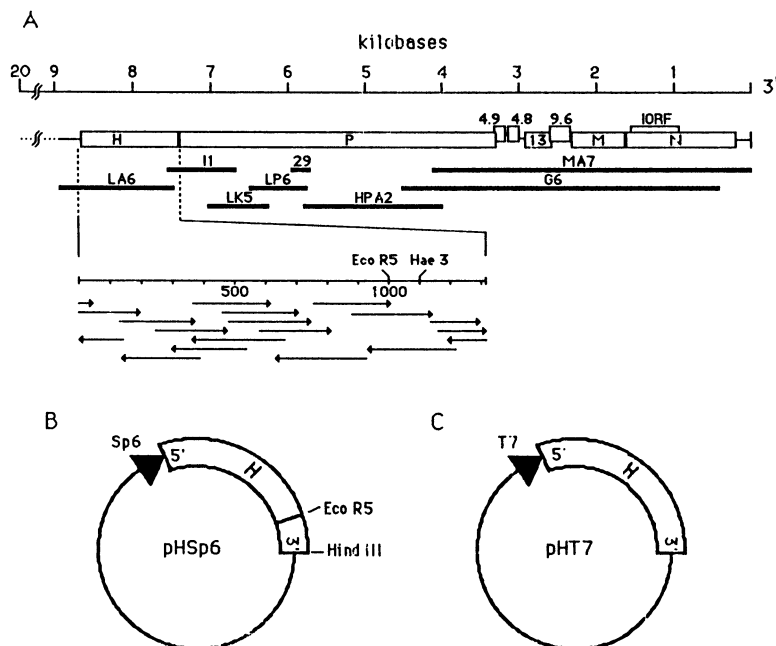 A
kilobases
20 9 8 7 6 5 4 3 2 1 3'
4.9 4.8 9.6 IORF
H P 13 M N
I1 29 MA7
LA6 LP6 G6
LK5 HPA2
Eco R5 Hae 3
500 1000
B C
Sp6 5' H T7 5' H
Eco R5
pHSp6 3' Hind III pHT7 3'